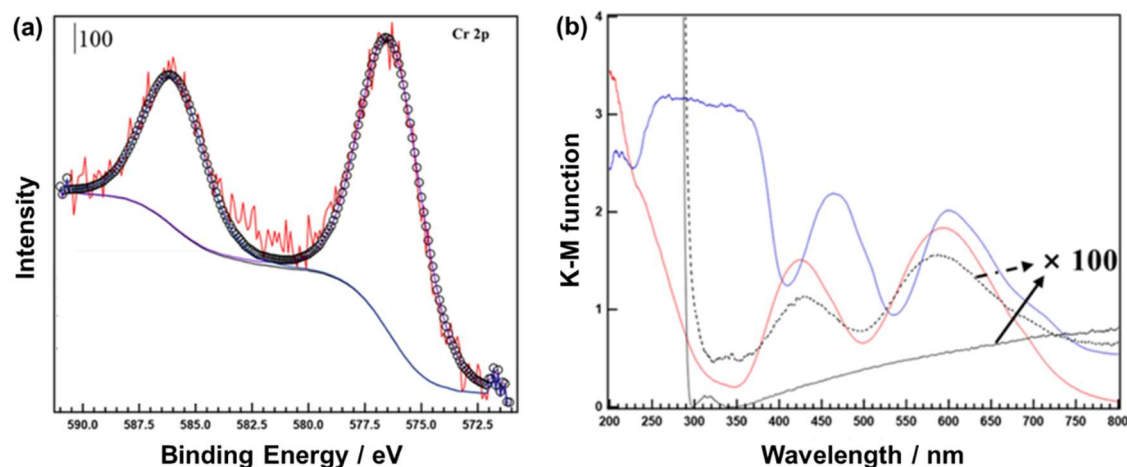 (a)
100
Cr 2p
Intensity
590.0 587.5 585.0 582.5 580.0 577.5 575.0 572.5
Binding Energy / eV
(b)
4
3
2
1
0
K-M function
× 100
200 250 300 350 400 450 500 550 600 650 700 750 800
Wavelength / nm